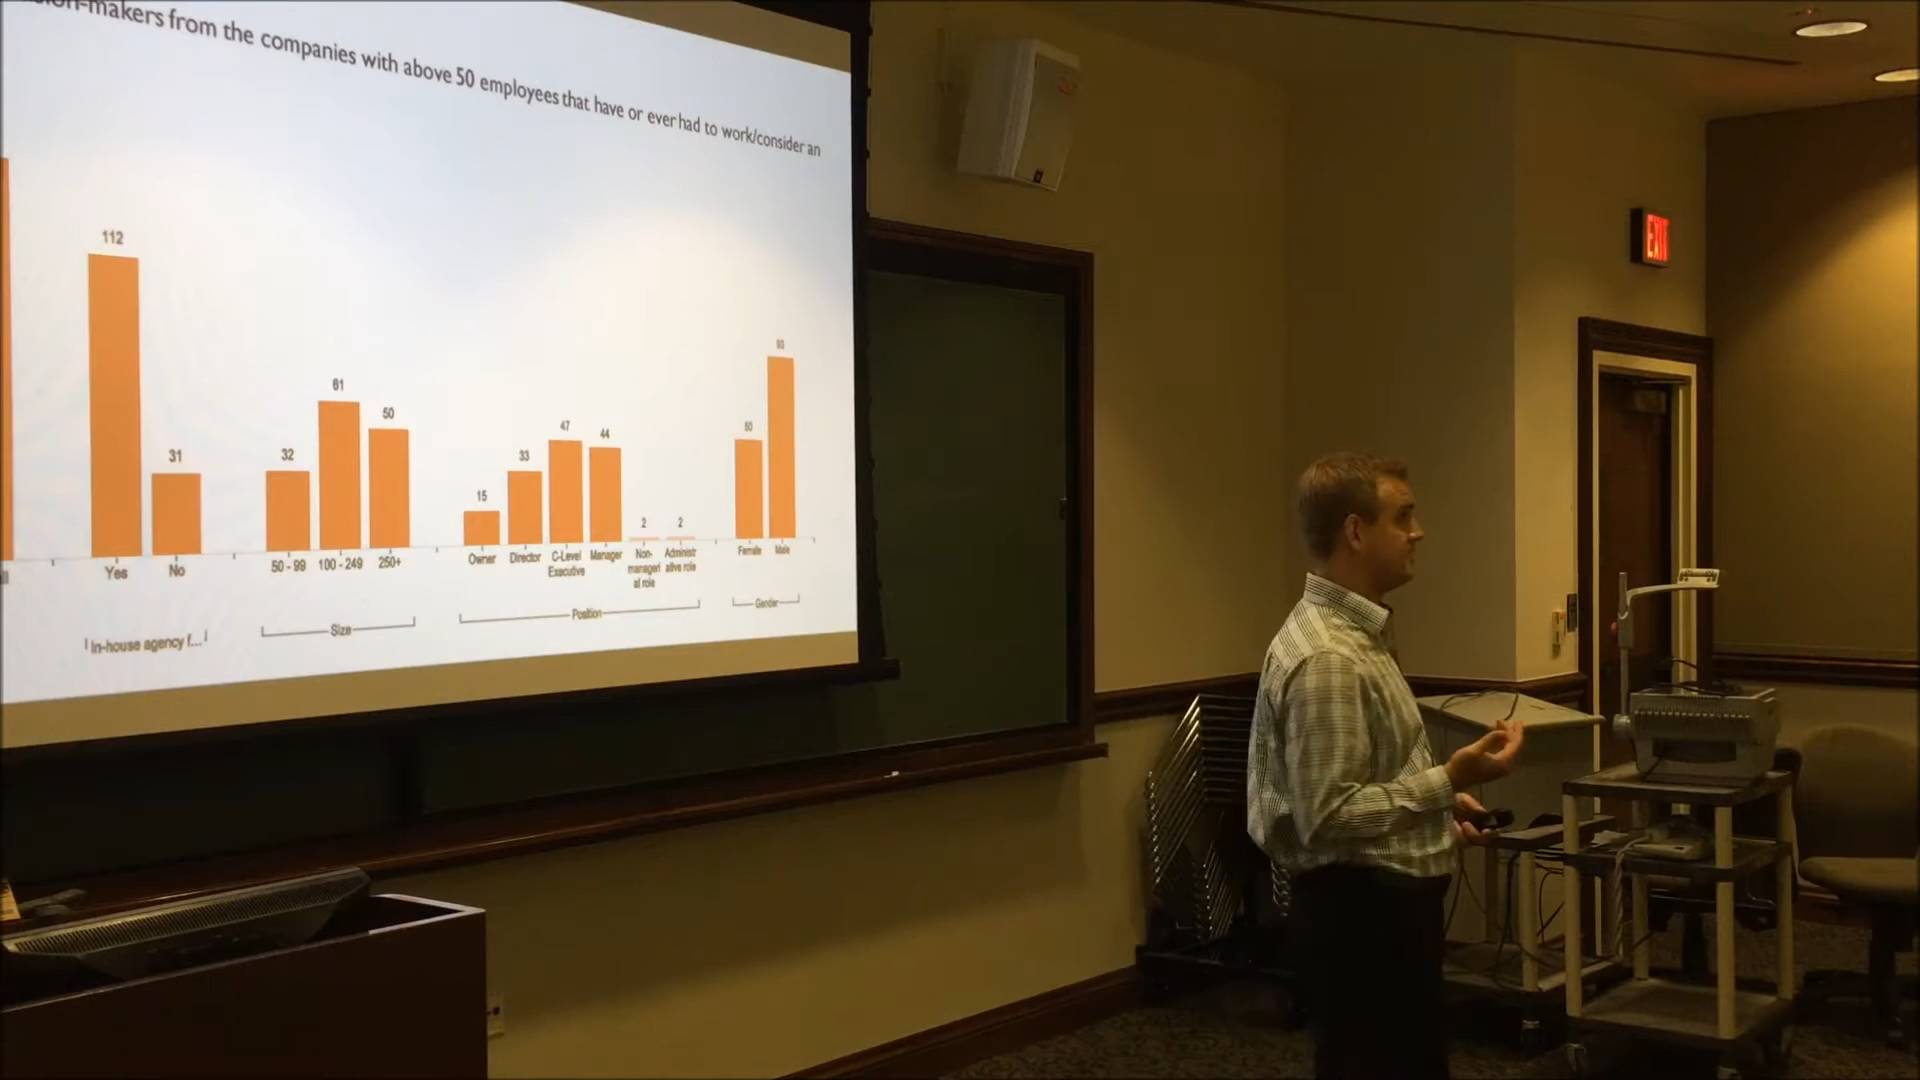 -makers from the companies with above 50 employees that have or ever had to work/consider an
112
31
32
61
50
15
33
47
44
2
2
50
93
Yes
No
50 - 99
100 - 249
250+
Owner
Director
C-Level
Executive
Manager
Non-
manageri
al role
Administr
ative role
Female
Male
In-house agency f...
Size
Position
Gender
EXIT